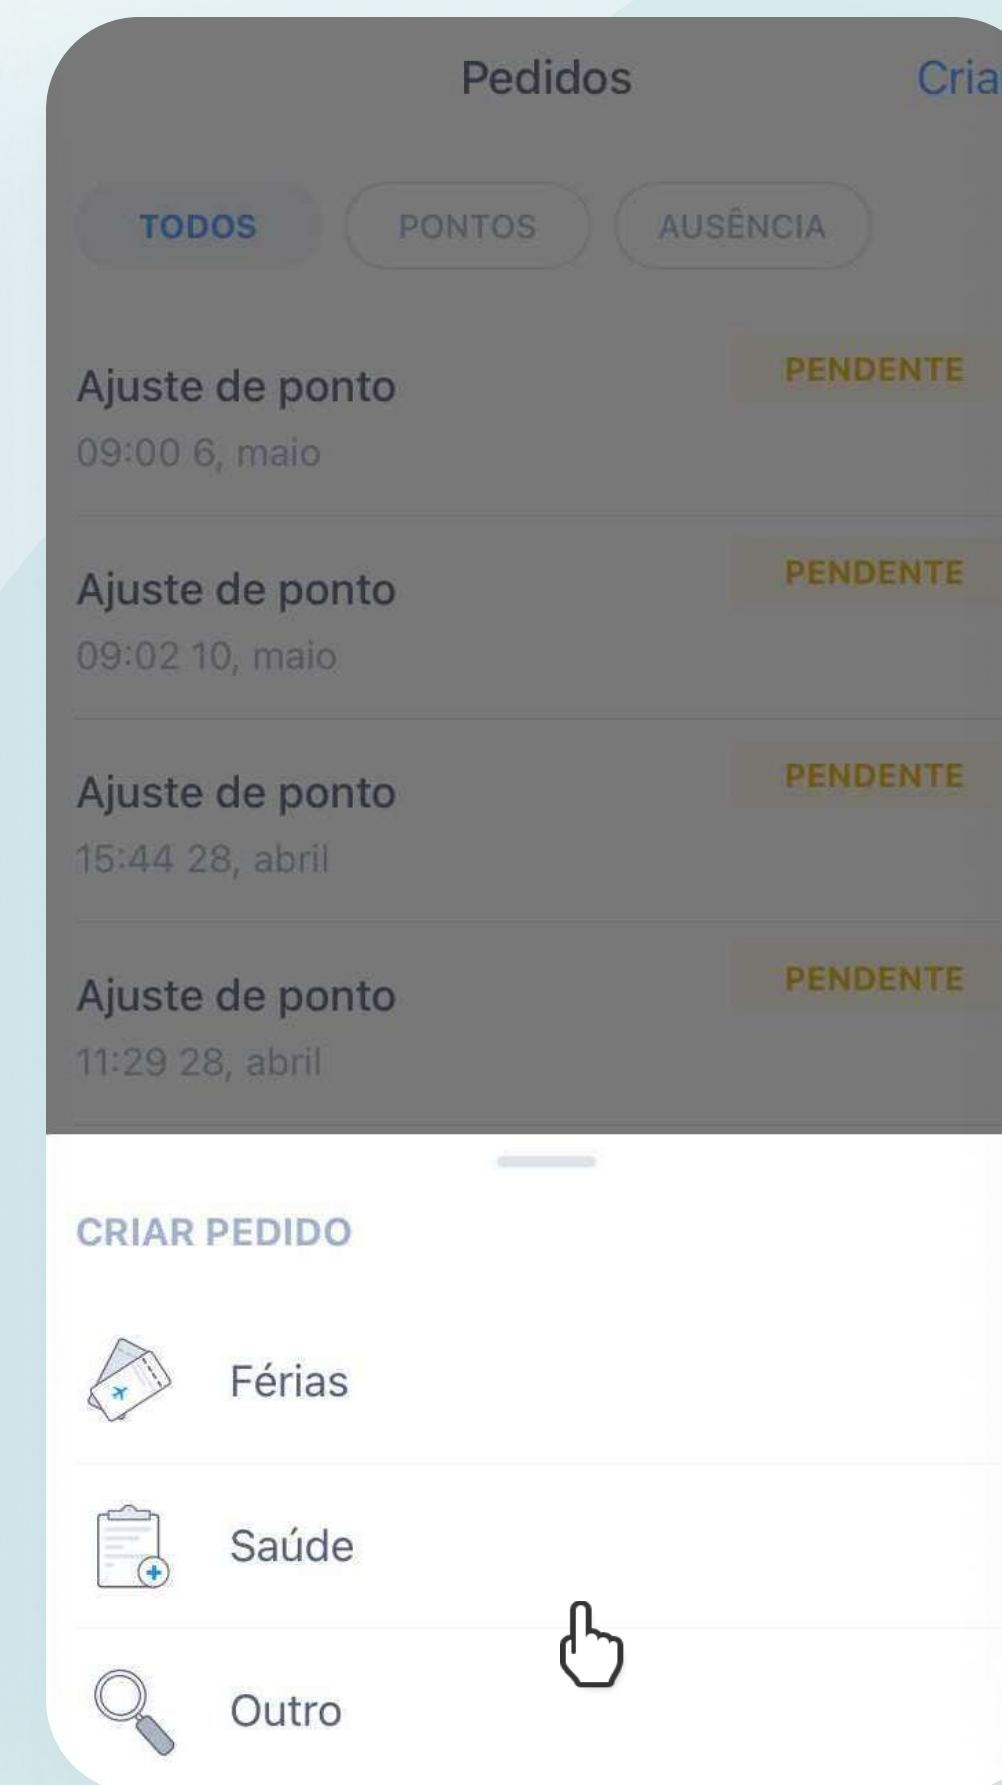 Pedidos Criar
TODOS PONTOS AUSÊNCIA
Ajuste de ponto PENDENTE
09:00 6, maio
Ajuste de ponto PENDENTE
09:02 10, maio
Ajuste de ponto PENDENTE
15:44 28, abril
Ajuste de ponto PENDENTE
11:29 28, abril
CRIAR PEDIDO
Férias
Saúde
Outro